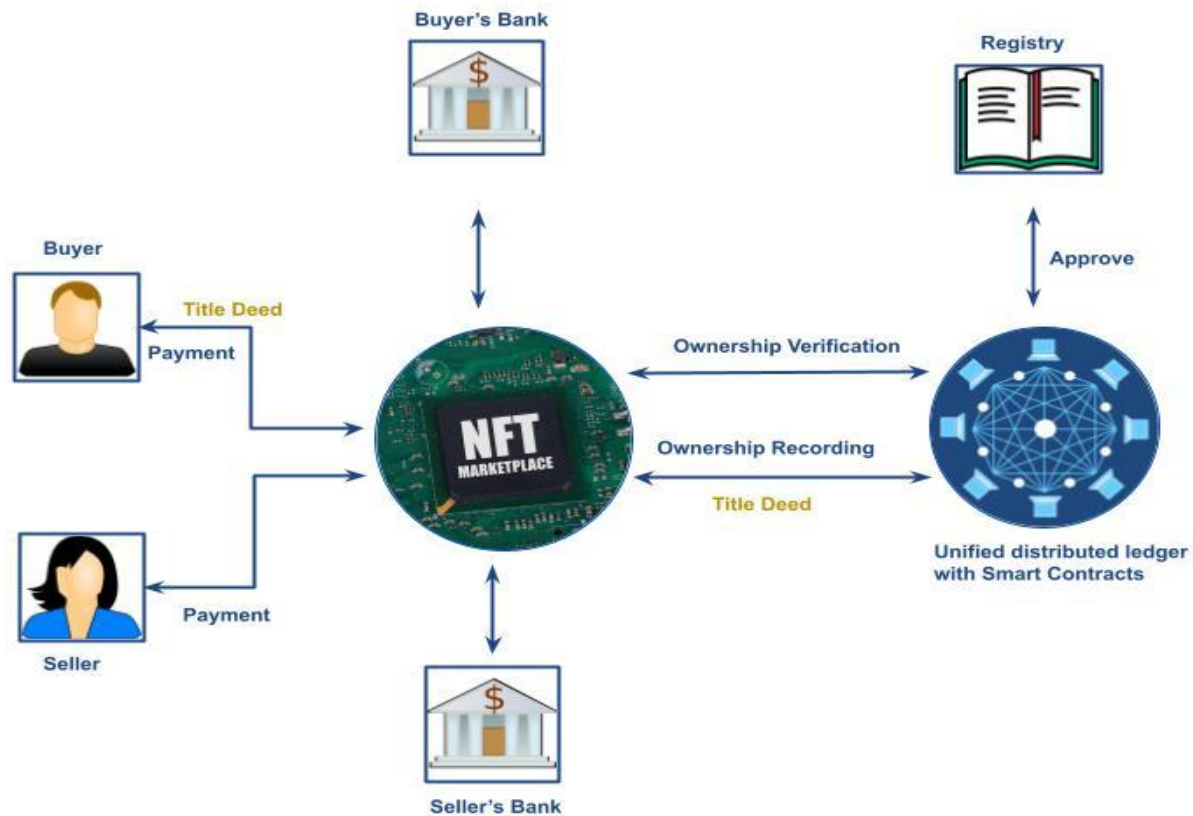 Buyer’s Bank
$
Registry
Buyer
Title Deed
Payment
Approve
Ownership Verification
NFT
MARKETPLACE
Ownership Recording
Title Deed
Unified distributed ledger
with Smart Contracts
Payment
Seller
$
Seller’s Bank